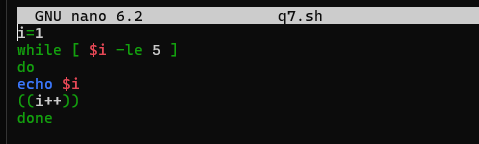 GNU nano 6.2 q7.sh
i=1
while [ $i -le 5 ]
do
echo $i
((i++))
done